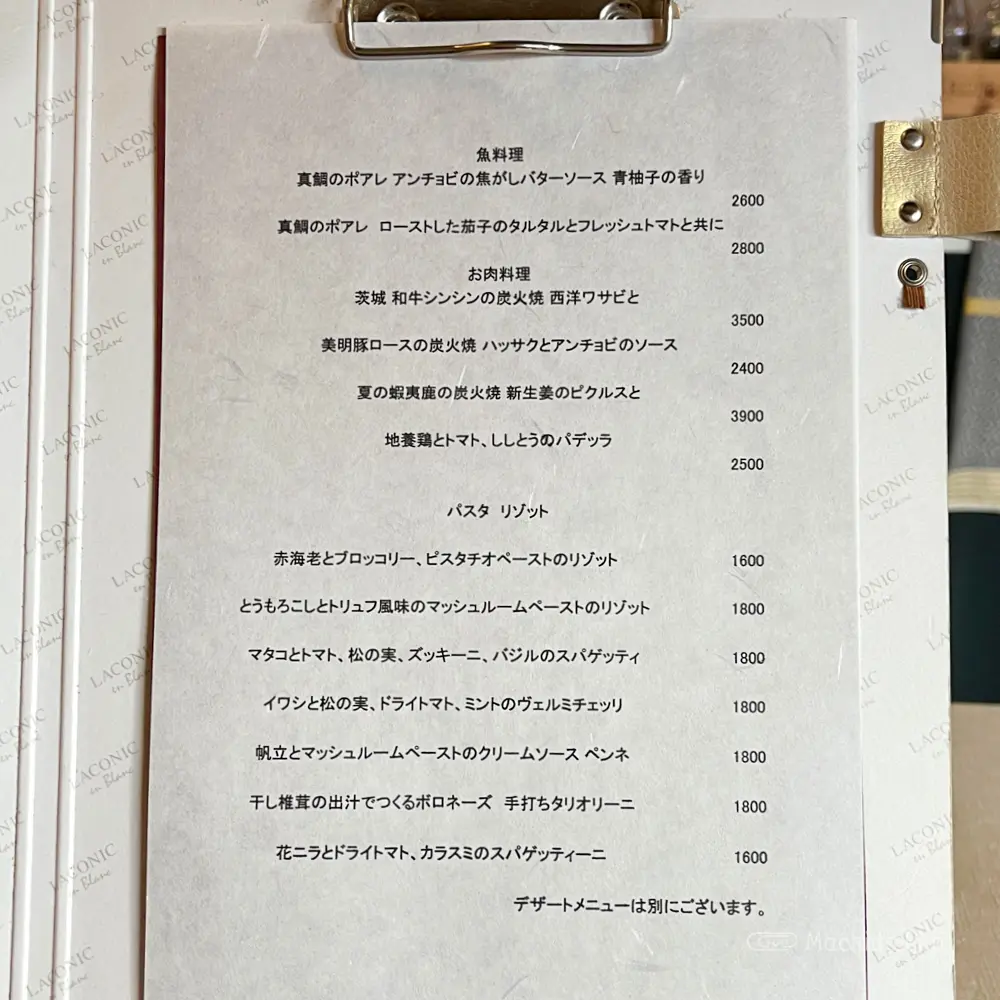 魚料理
真鯛のポアレ アンチョビの焦がしバターソース 青柚子の香り
2600
真鯛のポアレ ローストした茄子のタルタルとフレッシュトマトと共に
2800
お肉料理
茨城 和牛シンシンの炭火焼 西洋ワサビと
3500
美明豚ロースの炭火焼 ハッサクとアンチョビのソース
2400
夏の蝦夷鹿の炭火焼 新生姜のピクルスと
3900
地養鶏とトマト、ししとうのパデッラ
2500
パスタ リゾット
赤海老とブロッコリー、ピスタチオペーストのリゾット 1600
とうもろこしとトリュフ風味のマッシュルームペーストのリゾット 1800
マタコとトマト、松の実、ズッキーニ、バジルのスパゲッティ 1800
イワシと松の実、ドライトマト、ミントのヴェルミチェッリ 1800
帆立とマッシュルームペーストのクリームソース ペンネ 1800
干し椎茸の出汁でつくるボロネーズ 手打ちタリオリーニ 1800
花ニラとドライトマト、カラスミのスパゲッティーニ 1600
デザートメニューは別にございます。
LACONIC
en Blanc